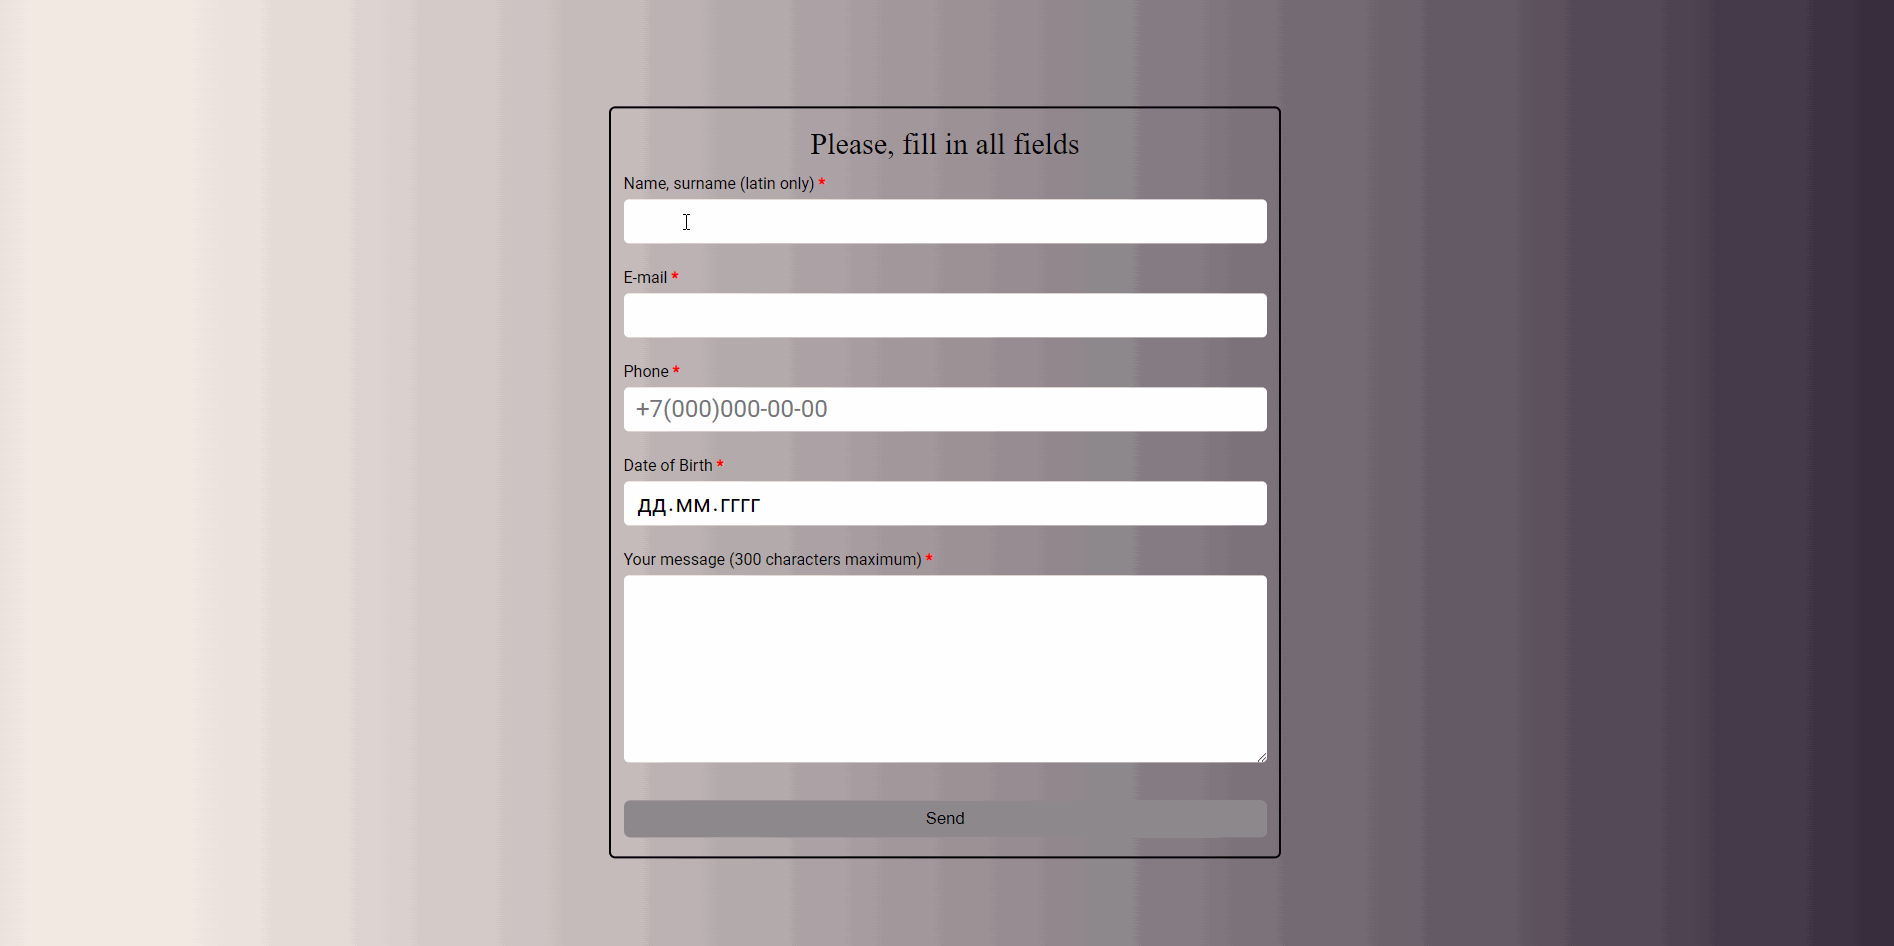 Please, fill in all fields
Name, surname (latin only) *
E-mail *
Phone *
+7(000)000-00-00
Date of Birth *
дд.мм.гггг
Your message (300 characters maximum) *
Send